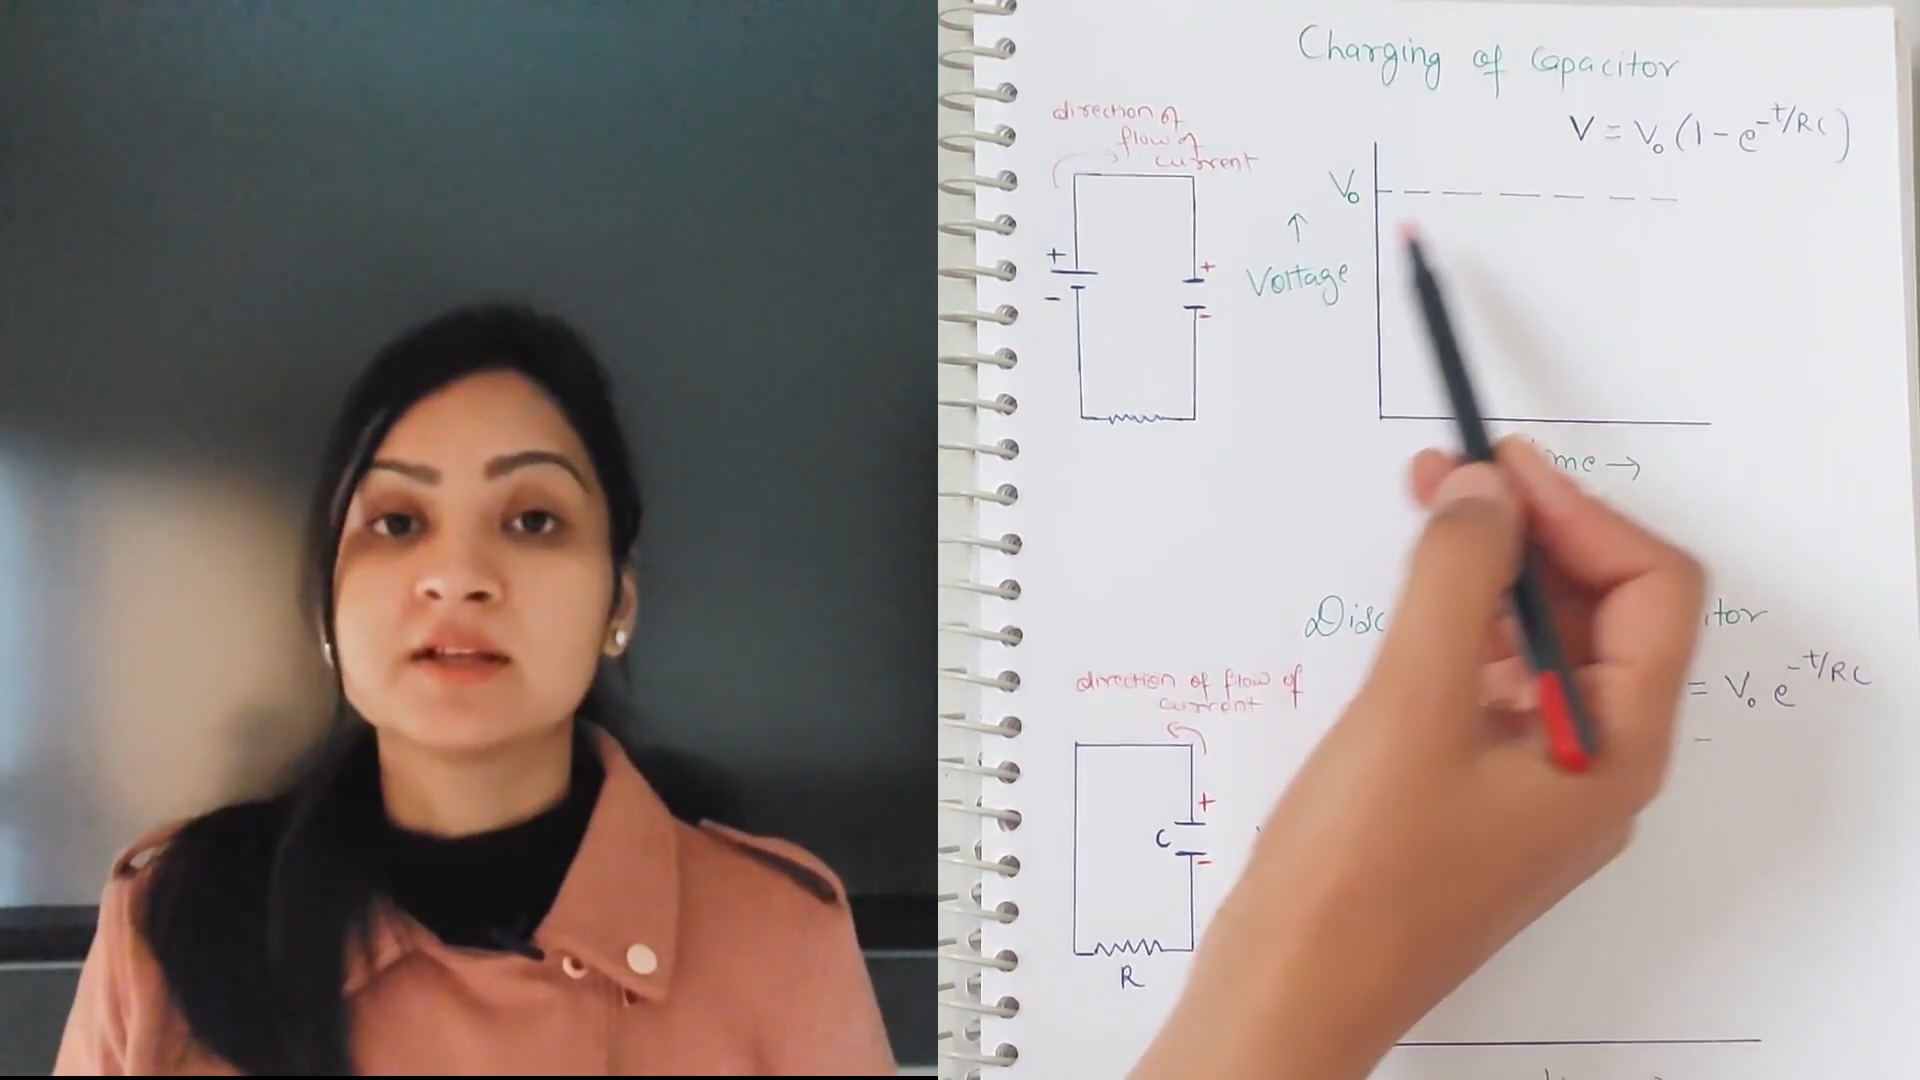 Charging of Capacitor
direction of
flow of
current
V = V₀ (1 - e^-t/RC)
V₀
↑
Voltage
+
-
+
-
me →
Disc
itor
direction of flow of
current
= V₀ e^-t/RC
+
C
-
R